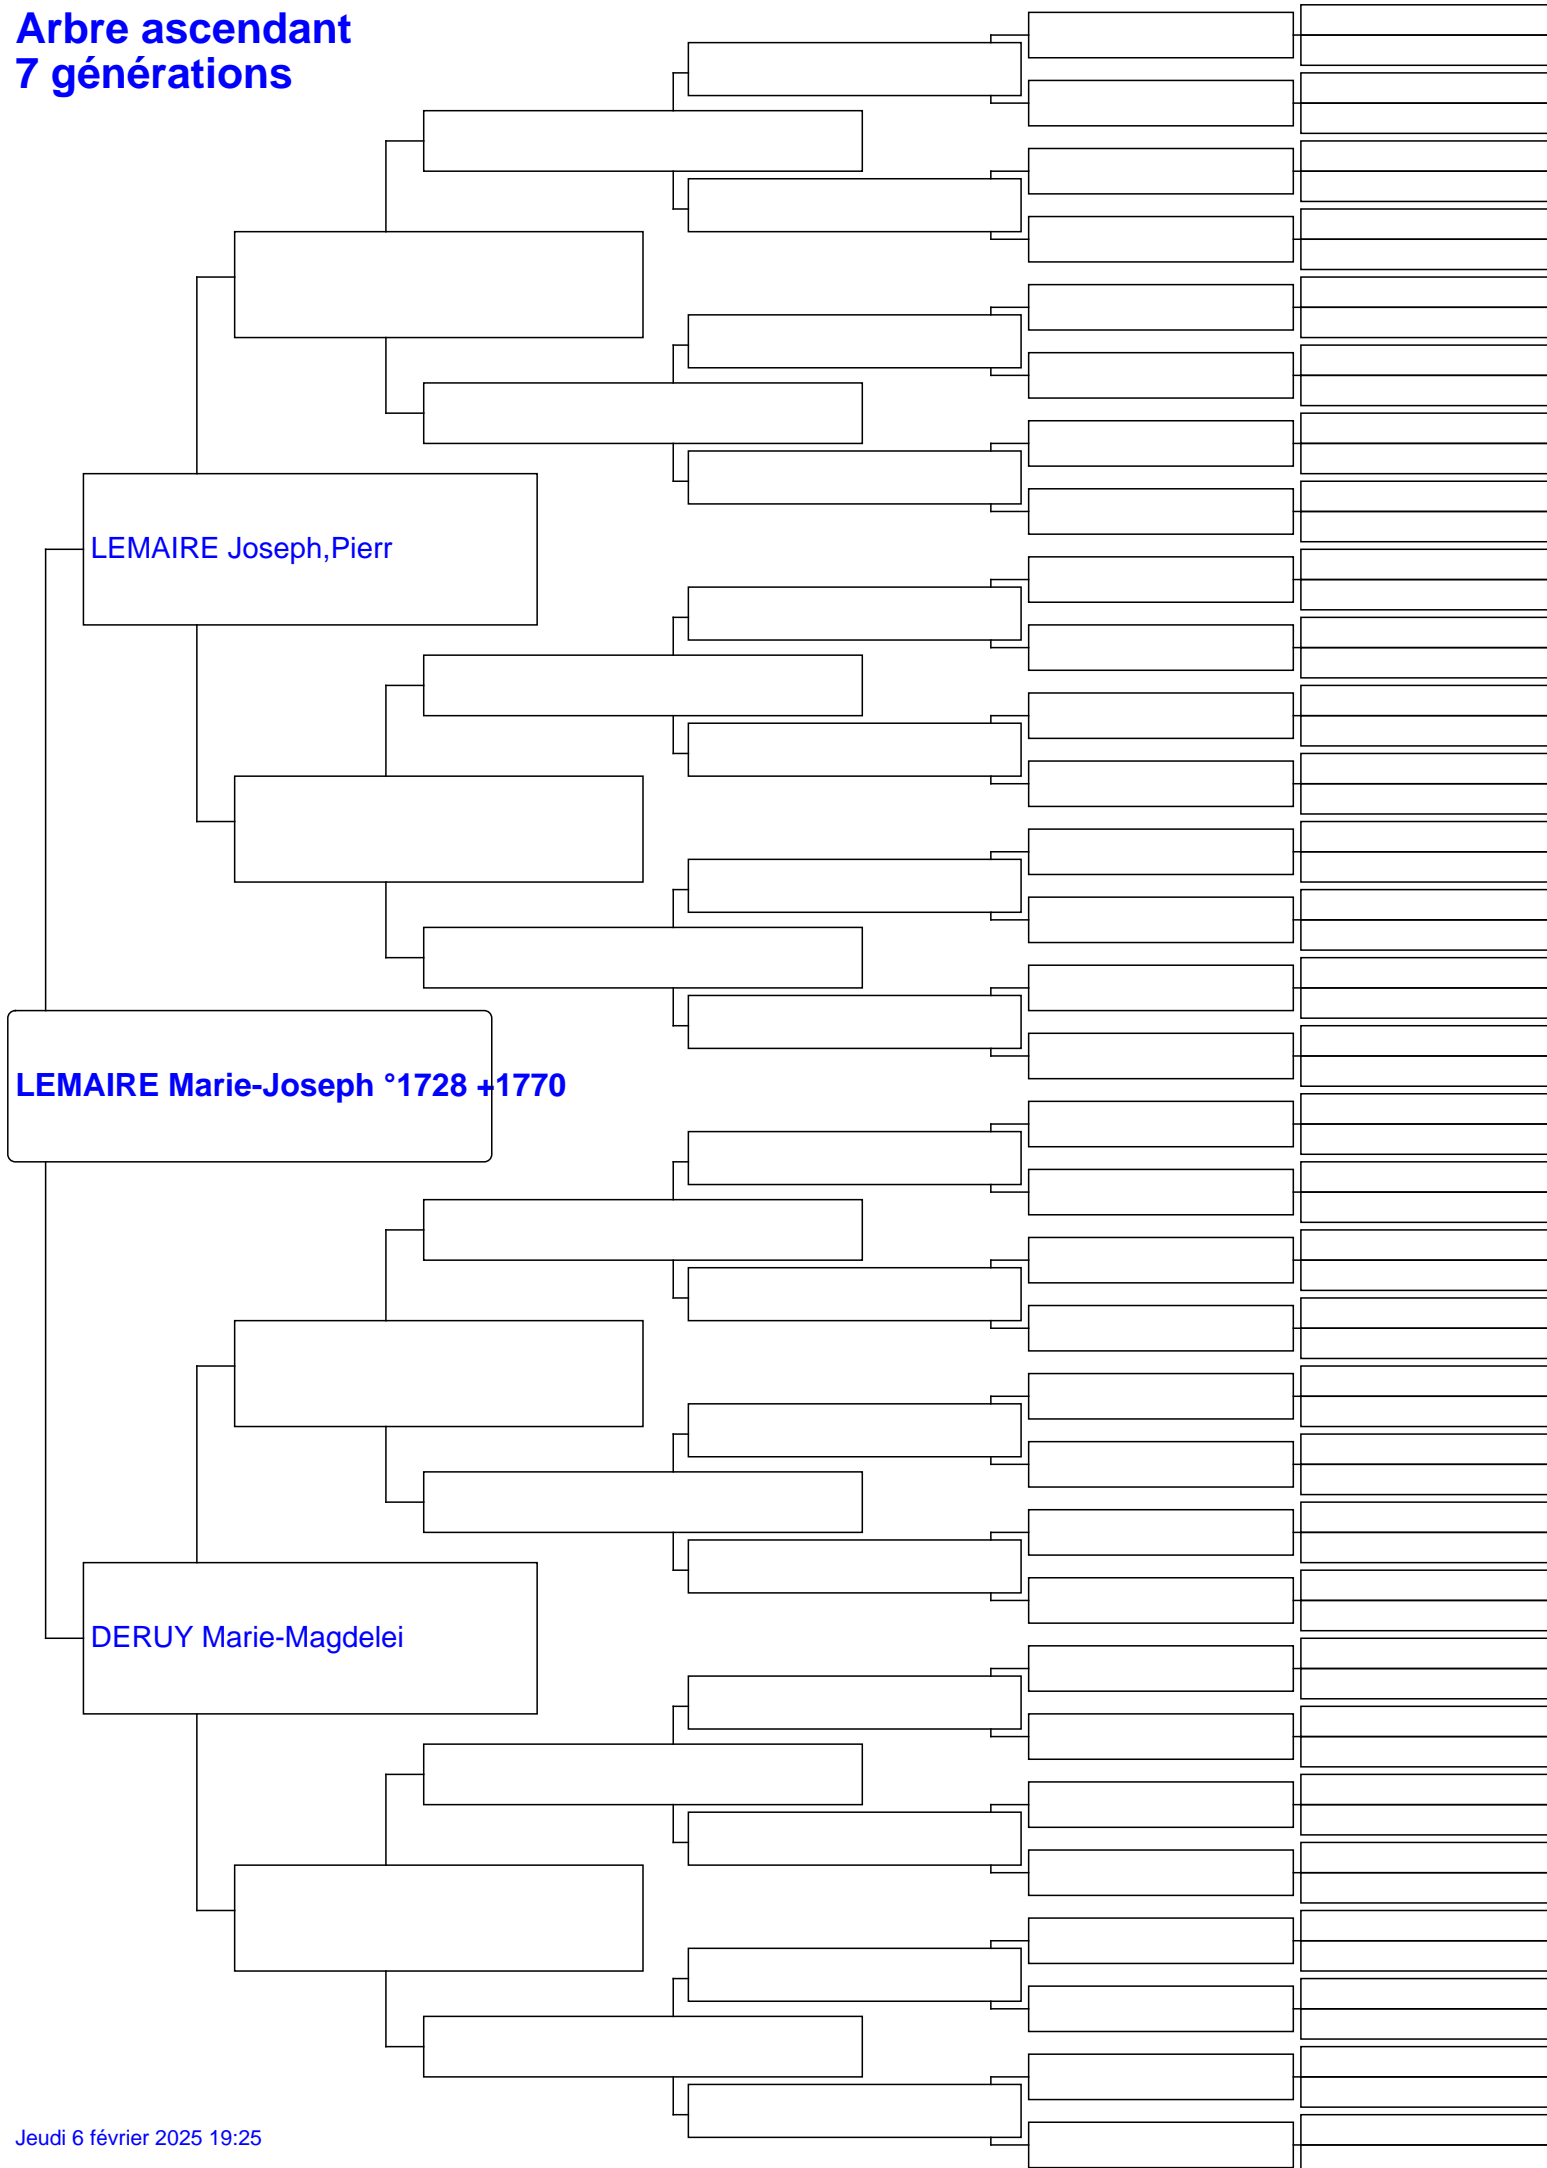 Arbre ascendant
7 générations
LEMAIRE Joseph,Pierr
LEMAIRE Marie-Joseph °1728 +1770
DERUY Marie-Magdelei
Jeudi 6 février 2025 19:25